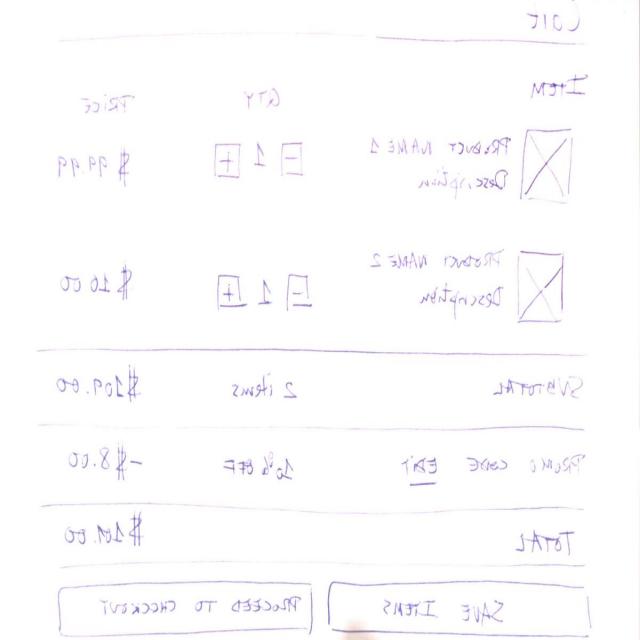 Cart
ITEM QTY PRICE
PRODUCT NAME 1 - 1 + $99.99
Description
PRODUCT NAME 2 - 1 + $10.00
Description
SUBTOTAL 2 items $109.00
PROMO CODE EDIT 10% OFF -$8.00
TOTAL $101.00
SAVE ITEMS PROCEED TO CHECKOUT